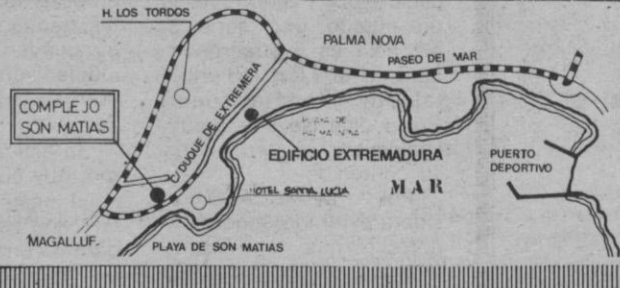 H. LOS TORDOS
PALMA NOVA
PASEO DEL MAR
COMPLEJO
SON MATIAS
C/ DUQUE DE EXTREMERA
PLAYA DE
PALMA NOVA
EDIFICIO EXTREMADURA
PUERTO
DEPORTIVO
HOTEL SANTA LUCIA
MAR
MAGALLUF.
PLAYA DE SON MATIAS